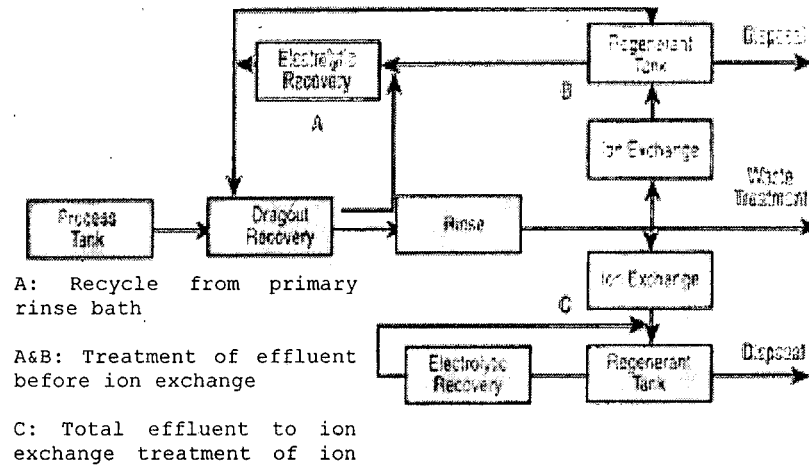 Disposal
Regenerant
Tank
Electrolytic
Recovery
B
A
Ion Exchange
Waste
Treatment
Process
Tank
Dragout
Recovery
Rinse
A: Recycle from primary
rinse bath
Ion Exchange
C
A&B: Treatment of effluent
before ion exchange
Electrolytic
Recovery
Regenerant
Tank
Disposal
C: Total effluent to ion
exchange treatment of ion